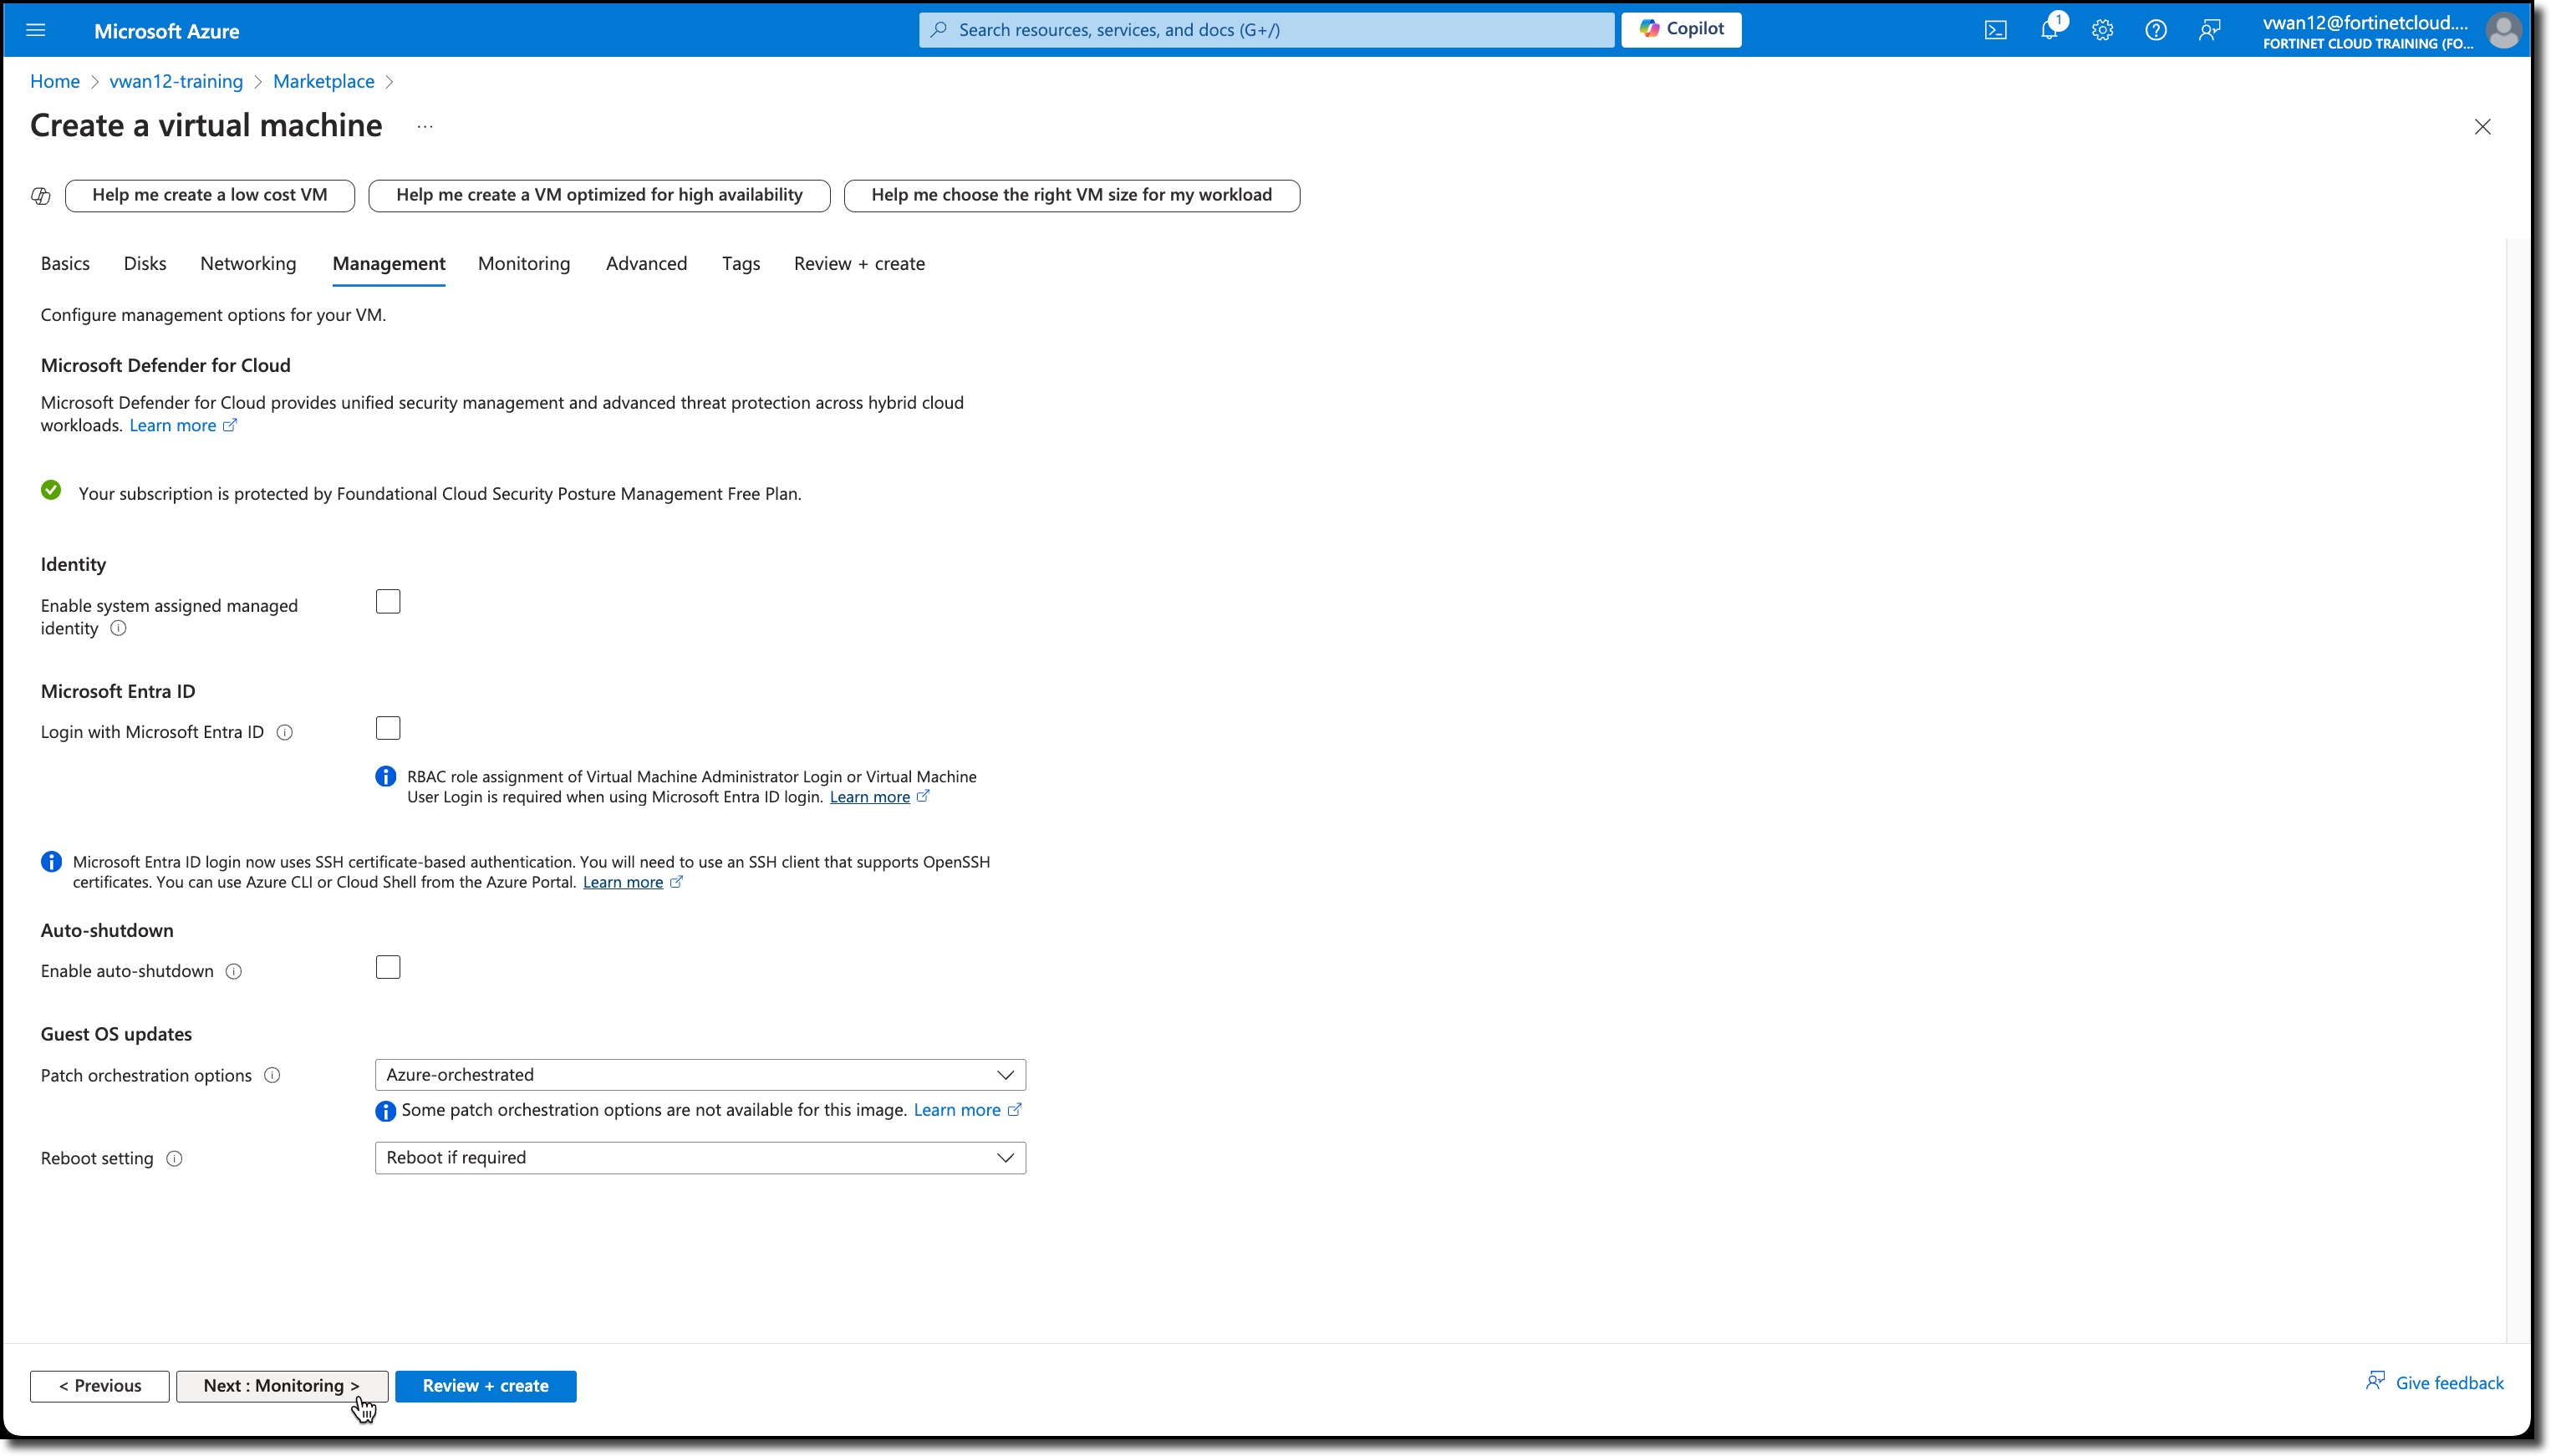 Microsoft Azure
Search resources, services, and docs (G+/)
Copilot
1
vwan12@fortinetcloud....
FORTINET CLOUD TRAINING (FO...
Home > vwan12-training > Marketplace >
Create a virtual machine ...
Help me create a low cost VM
Help me create a VM optimized for high availability
Help me choose the right VM size for my workload
Basics Disks Networking Management Monitoring Advanced Tags Review + create
Configure management options for your VM.
Microsoft Defender for Cloud
Microsoft Defender for Cloud provides unified security management and advanced threat protection across hybrid cloud
workloads. Learn more
Your subscription is protected by Foundational Cloud Security Posture Management Free Plan.
Identity
Enable system assigned managed
identity
Microsoft Entra ID
Login with Microsoft Entra ID
RBAC role assignment of Virtual Machine Administrator Login or Virtual Machine
User Login is required when using Microsoft Entra ID login. Learn more
Microsoft Entra ID login now uses SSH certificate-based authentication. You will need to use an SSH client that supports OpenSSH
certificates. You can use Azure CLI or Cloud Shell from the Azure Portal. Learn more
Auto-shutdown
Enable auto-shutdown
Guest OS updates
Patch orchestration options
Azure-orchestrated
Some patch orchestration options are not available for this image. Learn more
Reboot setting
Reboot if required
< Previous
Next : Monitoring >
Review + create
Give feedback